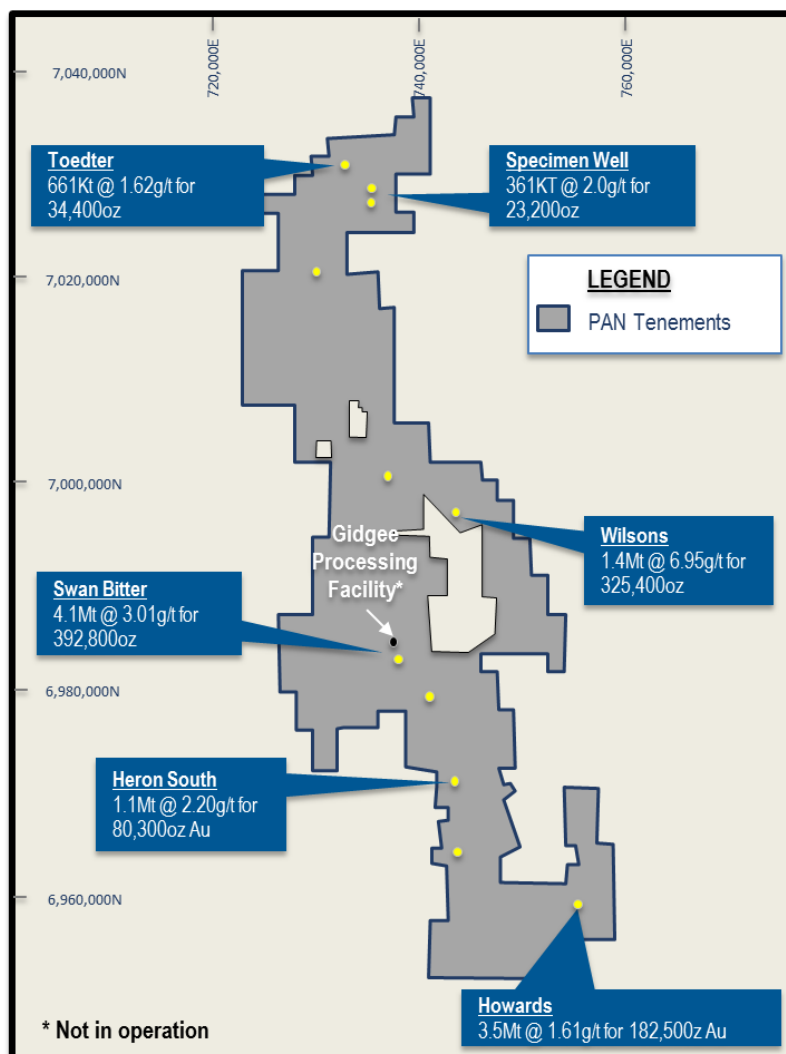 720,000E
740,000E
760,000E
7,040,000N
Toedter
661Kt @ 1.62g/t for
34,400oz
Specimen Well
361KT @ 2.0g/t for
23,200oz
7,020,000N
LEGEND
PAN Tenements
7,000,000N
Wilsons
1.4Mt @ 6.95g/t for
325,400oz
Gidgee
Processing
Facility*
Swan Bitter
4.1Mt @ 3.01g/t for
392,800oz
6,980,000N
Heron South
1.1Mt @ 2.20g/t for
80,300oz Au
6,960,000N
Howards
3.5Mt @ 1.61g/t for 182,500z Au
* Not in operation